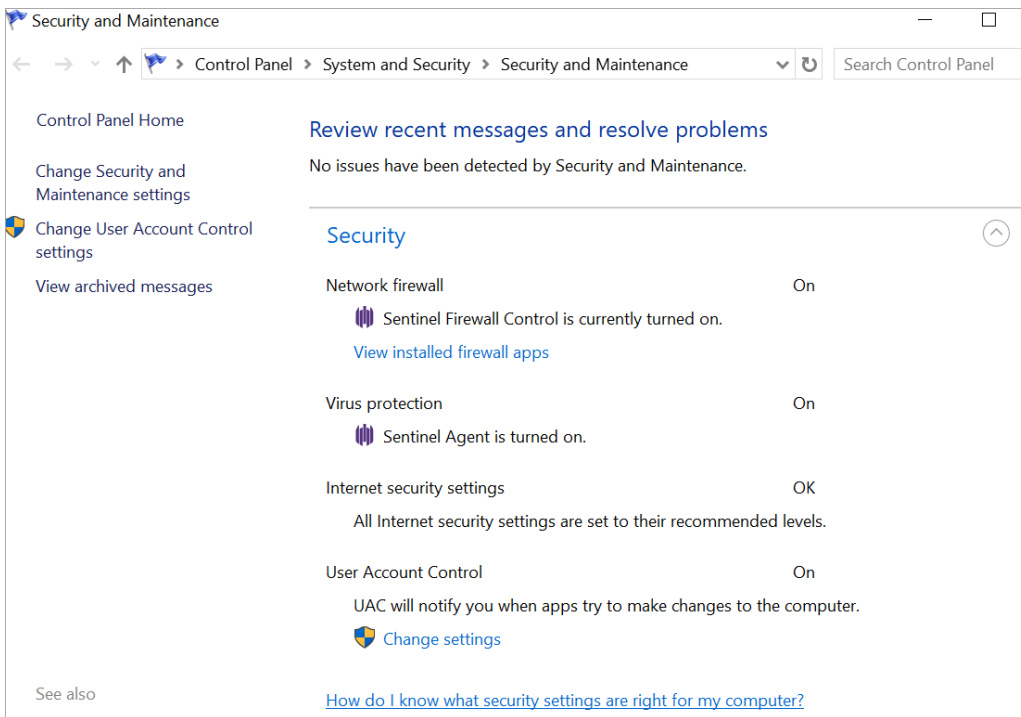 Security and Maintenance
Control Panel > System and Security > Security and Maintenance
Search Control Panel
Control Panel Home
Change Security and
Maintenance settings
Change User Account Control
settings
View archived messages
See also
Review recent messages and resolve problems
No issues have been detected by Security and Maintenance.
Security
Network firewall On
Sentinel Firewall Control is currently turned on.
View installed firewall apps
Virus protection On
Sentinel Agent is turned on.
Internet security settings OK
All Internet security settings are set to their recommended levels.
User Account Control On
UAC will notify you when apps try to make changes to the computer.
Change settings
How do I know what security settings are right for my computer?